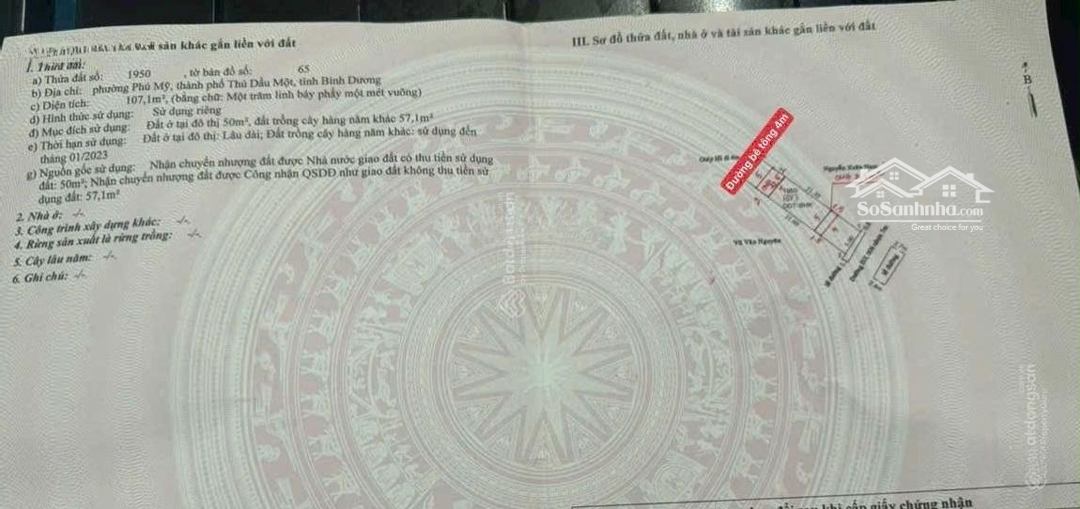 sản khác gắn liền với đất
1. Thửa đất:
a) Thửa đất số: 1950 , tờ bản đồ số: 65
b) Địa chỉ: phường Phú Mỹ, thành phố Thủ Dầu Một, tỉnh Bình Dương
c) Diện tích: 107,1m², (bằng chữ: Một trăm linh bảy phẩy một mét vuông)
d) Hình thức sử dụng: Sử dụng riêng
đ) Mục đích sử dụng: Đất ở tại đô thị 50m², đất trồng cây hàng năm khác 57,1m²
e) Thời hạn sử dụng: Đất ở tại đô thị: Lâu dài; Đất trồng cây hàng năm khác: sử dụng đến
tháng 01/2023
g) Nguồn gốc sử dụng: Nhận chuyển nhượng đất được Nhà nước giao đất có thu tiền sử dụng
đất: 50m²; Nhận chuyển nhượng đất được Công nhận QSDĐ như giao đất không thu tiền sử
dụng đất: 57,1m²
2. Nhà ở: -/-
3. Công trình xây dựng khác: -/-
4. Rừng sản xuất là rừng trồng: -/-
5. Cây lâu năm: -/-
6. Ghi chú: -/-
III. Sơ đồ thửa đất, nhà ở và tài sản khác gắn liền với đất
B
Đường bê tông 4m
1950
Vũ Văn Nguyên
SoSanhnha.com
Great choice for you
Batdongsan
Batdongsan
khi cấp giấy chứng nhận